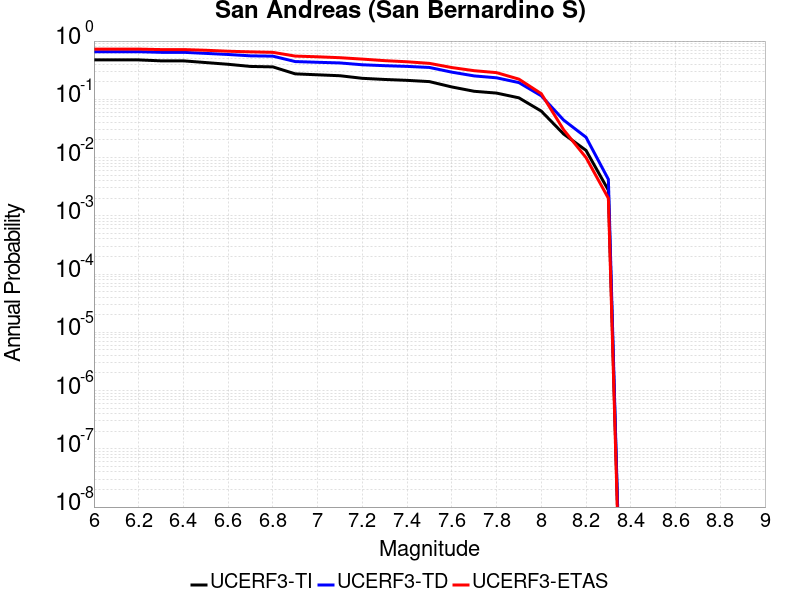 San Andreas (San Bernardino S)
10^0
10^-1
10^-2
10^-3
10^-4
10^-5
10^-6
10^-7
10^-8
Annual Probability
6 6.2 6.4 6.6 6.8 7 7.2 7.4 7.6 7.8 8 8.2 8.4 8.6 8.8 9
Magnitude
UCERF3-TI UCERF3-TD UCERF3-ETAS